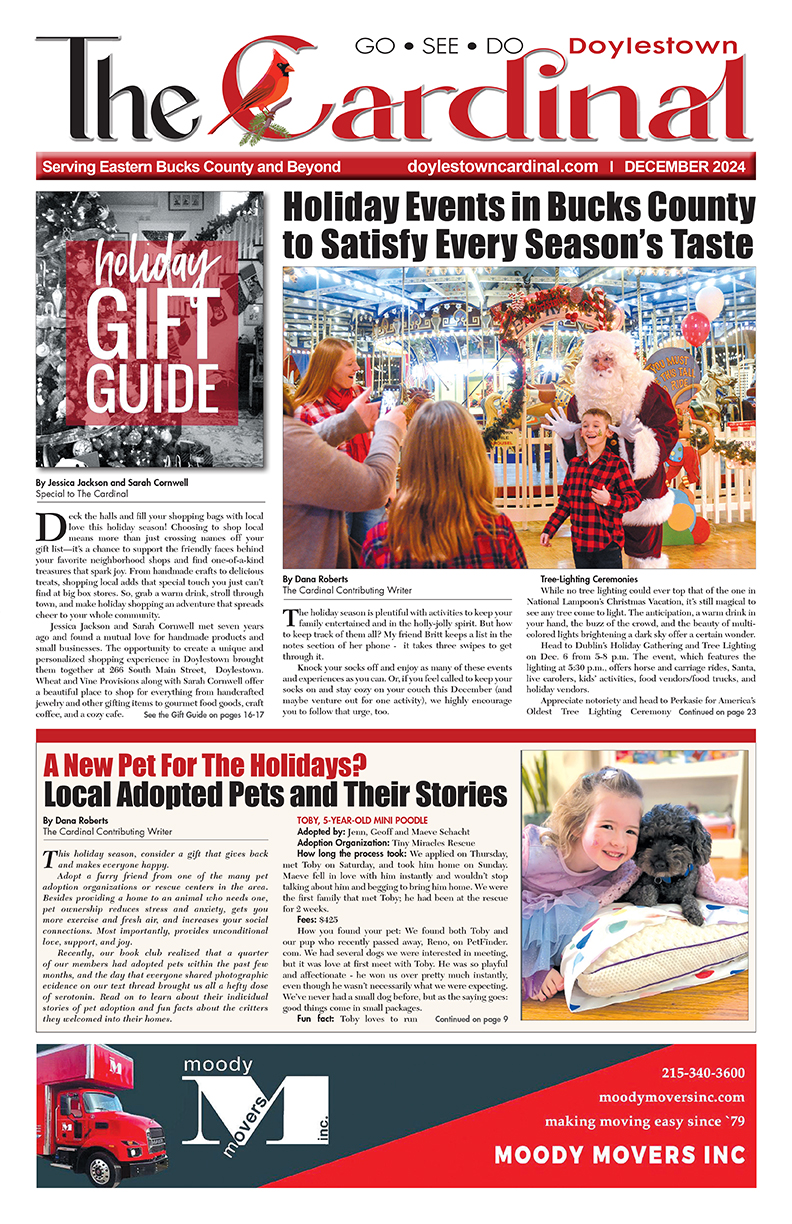 GO • SEE • DO
Doylestown
The Cardinal
Serving Eastern Bucks County and Beyond
doylestowncardinal.com I DECEMBER 2024
holiday
GIFT
GUIDE
By Jessica Jackson and Sarah Cornwell
Special to The Cardinal
Deck the halls and fill your shopping bags with local
love this holiday season! Choosing to shop local
means more than just crossing names off your
gift list—it's a chance to support the friendly faces behind
your favorite neighborhood shops and find one-of-a-kind
treasures that spark joy. From handmade crafts to delicious
treats, shopping local adds that special touch you just can't
find at big box stores. So, grab a warm drink, stroll through
town, and make holiday shopping an adventure that spreads
cheer to your whole community.
Jessica Jackson and Sarah Cornwell met seven years
ago and found a mutual love for handmade products and
small businesses. The opportunity to create a unique and
personalized shopping experience in Doylestown brought
them together at 266 South Main Street, Doylestown.
Wheat and Vine Provisions along with Sarah Cornwell offer
a beautiful place to shop for everything from handcrafted
jewelry and other gifting items to gourmet food goods, craft
coffee, and a cozy cafe. See the Gift Guide on pages 16-17
Holiday Events in Bucks County
to Satisfy Every Season's Taste
YOU MUST
THIS TALL
RIDE
By Dana Roberts
The Cardinal Contributing Writer
The holiday season is plentiful with activities to keep your
family entertained and in the holly-jolly spirit. But how
to keep track of them all? My friend Britt keeps a list in the
notes section of her phone - it takes three swipes to get
through it.
Knock your socks off and enjoy as many of these events
and experiences as you can. Or, if you feel called to keep your
socks on and stay cozy on your couch this December (and
maybe venture out for one activity), we highly encourage
you to follow that urge, too.
Tree-Lighting Ceremonies
While no tree lighting could ever top that of the one in
National Lampoon's Christmas Vacation, it's still magical to
see any tree come to light. The anticipation, a warm drink in
your hand, the buzz of the crowd, and the beauty of multi-
colored lights brightening a dark sky offer a certain wonder.
Head to Dublin's Holiday Gathering and Tree Lighting
on Dec. 6 from 5-8 p.m. The event, which features the
lighting at 5:30 p.m., offers horse and carriage rides, Santa,
live carolers, kids' activities, food vendors/food trucks, and
holiday vendors.
Appreciate notoriety and head to Perkasie for America's
Oldest Tree Lighting Ceremony Continued on page 23
A New Pet For The Holidays?
Local Adopted Pets and Their Stories
By Dana Roberts
The Cardinal Contributing Writer
This holiday season, consider a gift that gives back
and makes everyone happy.
Adopt a furry friend from one of the many pet
adoption organizations or rescue centers in the area.
Besides providing a home to an animal who needs one,
pet ownership reduces stress and anxiety, gets you
more exercise and fresh air, and increases your social
connections. Most importantly, provides unconditional
love, support, and joy.
Recently, our book club realized that a quarter
of our members had adopted pets within the past few
months, and the day that everyone shared photographic
evidence on our text thread brought us all a hefty dose
of serotonin. Read on to learn about their individual
stories of pet adoption and fun facts about the critters
they welcomed into their homes.
TOBY, 5-YEAR-OLD MINI POODLE
Adopted by: Jenn, Geoff and Maeve Schacht
Adoption Organization: Tiny Miracles Rescue
How long the process took: We applied on Thursday,
met Toby on Saturday, and took him home on Sunday.
Maeve fell in love with him instantly and wouldn't stop
talking about him and begging to bring him home. We were
the first family that met Toby; he had been at the rescue
for 2 weeks.
Fees: $425
How you found your pet: We found both Toby and
our pup who recently passed away, Reno, on PetFinder.
com. We had several dogs we were interested in meeting,
but it was love at first meet with Toby. He was so playful
and affectionate - he won us over pretty much instantly,
even though he wasn't necessarily what we were expecting.
We've never had a small dog before, but as the saying goes:
good things come in small packages.
Fun fact: Toby loves to run Continued on page 9
moody
M
movers
inc.
215-340-3600
moodymoversinc.com
making moving easy since `79
MOODY MOVERS INC